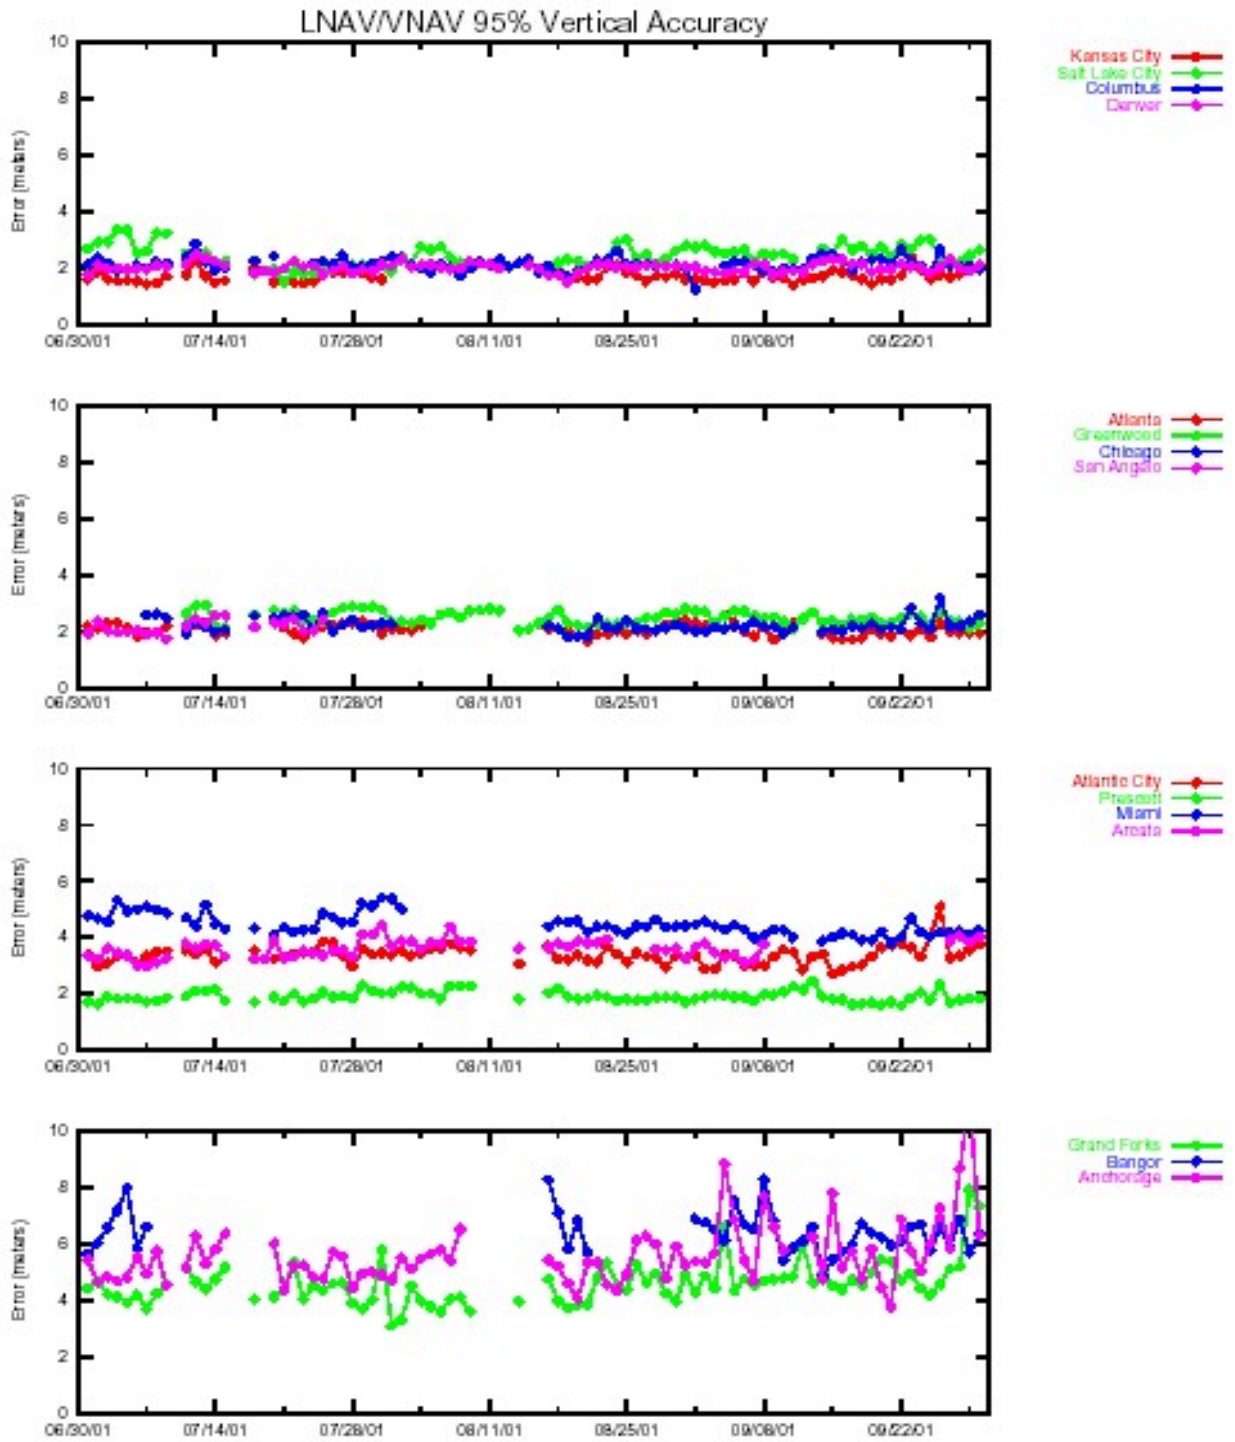 LNAV/VNAV 95% Vertical Accuracy
10
8
6
4
2
0
Error (meters)
06/30/01 07/14/01 07/28/01 08/11/01 08/25/01 09/08/01 09/22/01
Kansas City
Salt Lake City
Columbus
Denver
10
8
6
4
2
0
Error (meters)
06/30/01 07/14/01 07/28/01 08/11/01 08/25/01 09/08/01 09/22/01
Atlanta
Greenwood
Chicago
San Angelo
10
8
6
4
2
0
Error (meters)
06/30/01 07/14/01 07/28/01 08/11/01 08/25/01 09/08/01 09/22/01
Atlantic City
Prescott
Miami
Arcata
10
8
6
4
2
0
Error (meters)
06/30/01 07/14/01 07/28/01 08/11/01 08/25/01 09/08/01 09/22/01
Grand Forks
Bangor
Anchorage